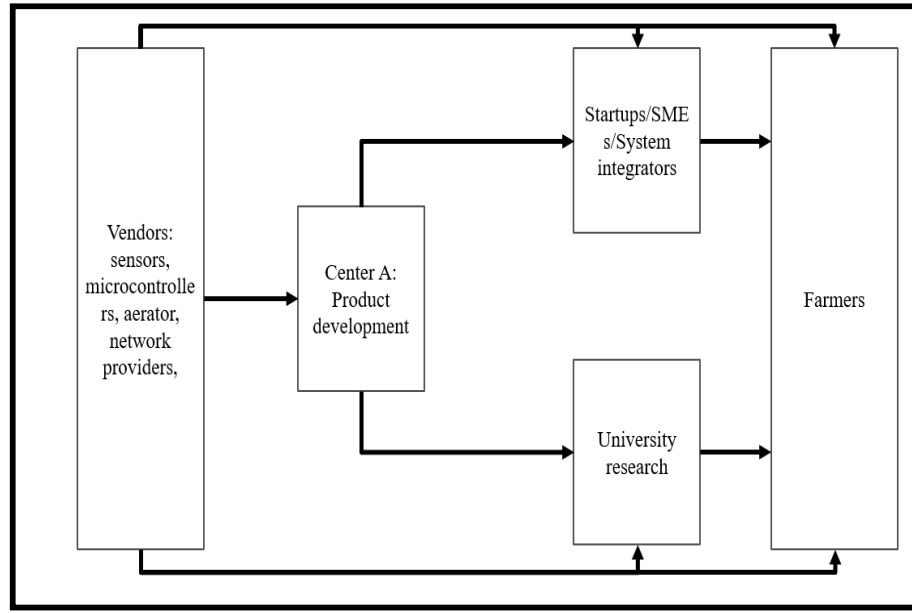 Vendors:
sensors,
microcontrolle
rs, aerator,
network
providers,
Center A:
Product
development
Startups/SME
s/System
integrators
University
research
Farmers